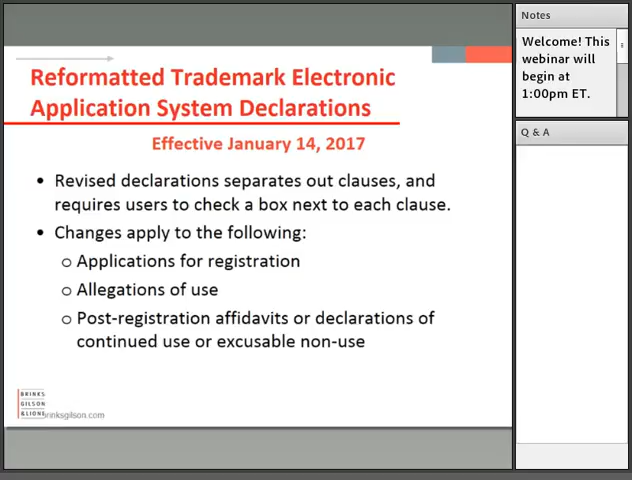 Reformatted Trademark Electronic
Application System Declarations
Effective January 14, 2017
• Revised declarations separates out clauses, and
requires users to check a box next to each clause.
• Changes apply to the following:
o Applications for registration
o Allegations of use
o Post-registration affidavits or declarations of
continued use or excusable non-use
BRINKS
GILSON
&LIONE
brinksgilson.com
Notes
Welcome! This
webinar will
begin at
1:00pm ET.
Q & A